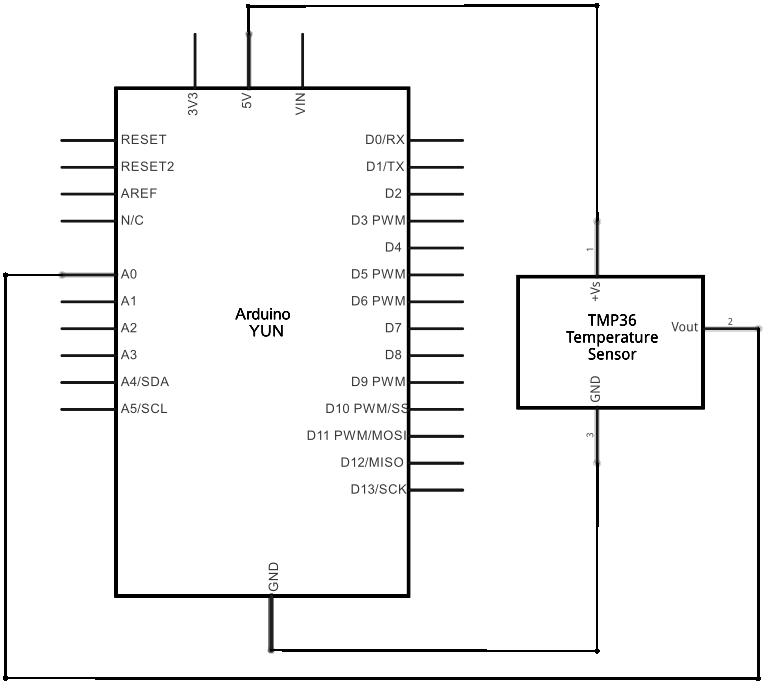 3V3
5V
VIN
RESET
RESET2
AREF
N/C
A0
A1
A2
A3
A4/SDA
A5/SCL
Arduino
YUN
D0/RX
D1/TX
D2
D3 PWM
D4
D5 PWM
D6 PWM
D7
D8
D9 PWM
D10 PWM/SS
D11 PWM/MOSI
D12/MISO
D13/SCK
GND
1
+Vs
TMP36
Temperature
Sensor
Vout
2
GND
3